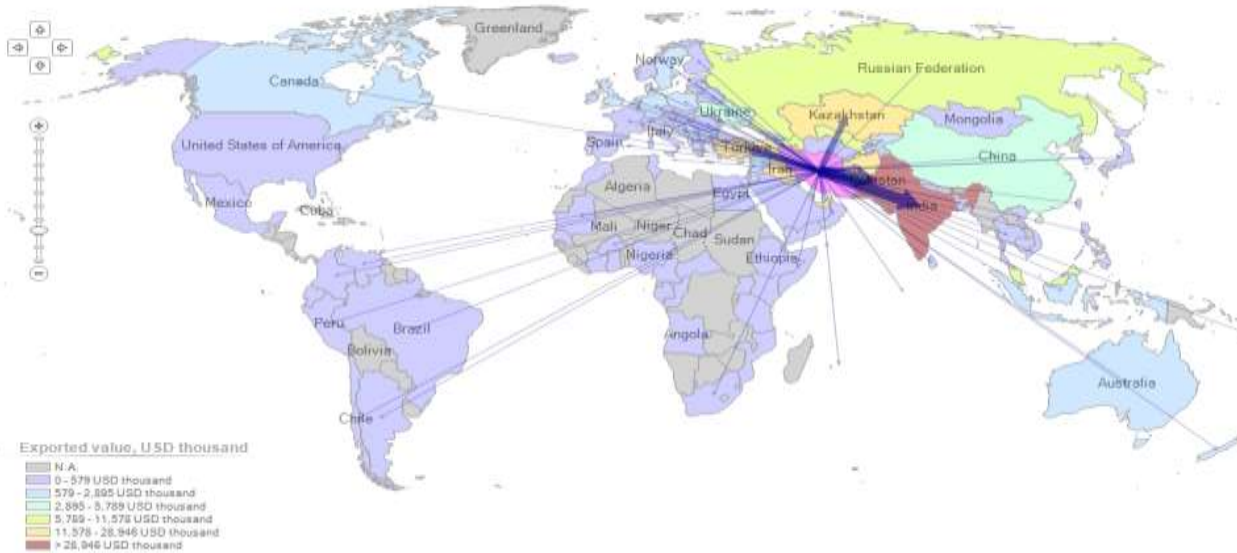 Greenland
Norway
Canada
Russian Federation
Ukraine
Kazakhstan
Mongolia
United States of America
Spain
Italy
Türkiye
China
Iraq
Algeria
Egypt
India
Mexico
Cuba
Mali
Niger
Chad
Sudan
Nigeria
Ethiopia
Peru
Brazil
Angola
Bolivia
Australia
Chile
Exported value, USD thousand
N.A.
0 - 579 USD thousand
579 - 2,895 USD thousand
2,895 - 5,789 USD thousand
5,789 - 11,578 USD thousand
11,578 - 28,946 USD thousand
> 28,946 USD thousand